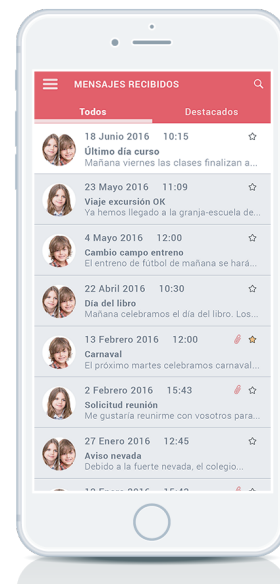 MENSAJES RECIBIDOS
Todos Destacados
18 Junio 2016 10:15
Último día curso
Mañana viernes las clases finalizan a...
23 Mayo 2016 11:09
Viaje excursión OK
Ya hemos llegado a la granja-escuela de...
4 Mayo 2016 12:00
Cambio campo entreno
El entreno de fútbol de mañana se hará...
22 Abril 2016 10:30
Día del libro
Mañana celebramos el día del libro. Los...
13 Febrero 2016 12:00
Carnaval
El próximo martes celebramos carnaval...
2 Febrero 2016 15:43
Solicitud reunión
Me gustaría reunirme con vosotros para...
27 Enero 2016 12:45
Aviso nevada
Debido a la fuerte nevada, el colegio...